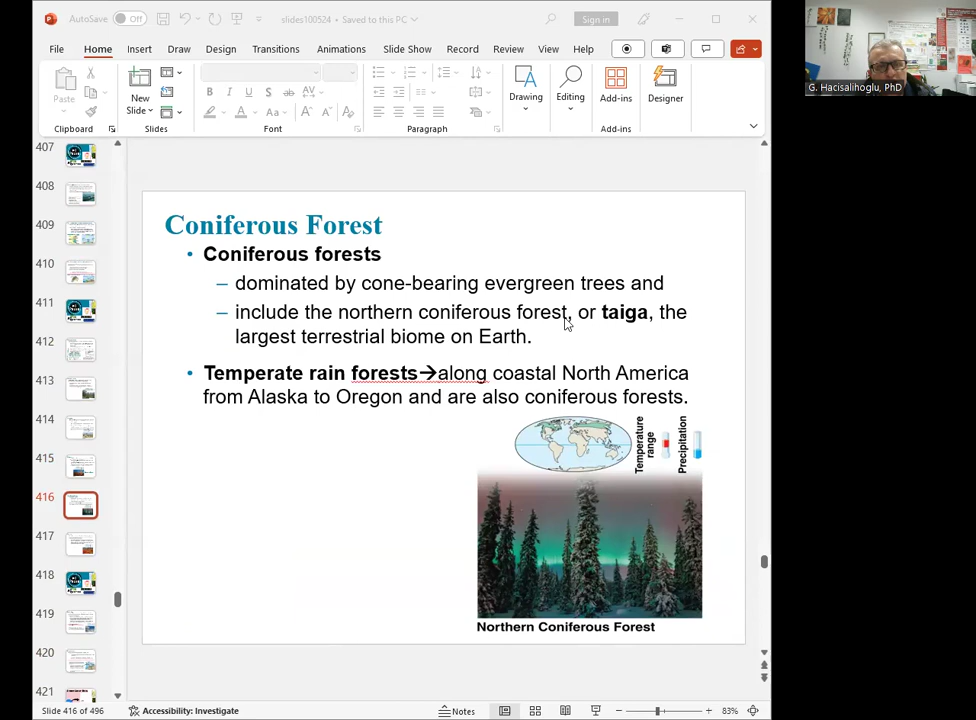 AutoSave Off slides100524 • Saved to this PC Sign in
File Home Insert Draw Design Transitions Animations Slide Show Record Review View Help
Paste New Slide Drawing Editing Add-ins Designer
Clipboard Slides Font Paragraph Add-ins
G. Hacisalihoglu, PhD
407
408
409
410
411
412
413
414
415
416
417
418
419
420
421
Coniferous Forest
• Coniferous forests
– dominated by cone-bearing evergreen trees and
– include the northern coniferous forest, or taiga, the
largest terrestrial biome on Earth.
• Temperate rain forests→along coastal North America
from Alaska to Oregon and are also coniferous forests.
Temperature
range
Precipitation
Northern Coniferous Forest
Slide 416 of 496 Accessibility: Investigate Notes 83%